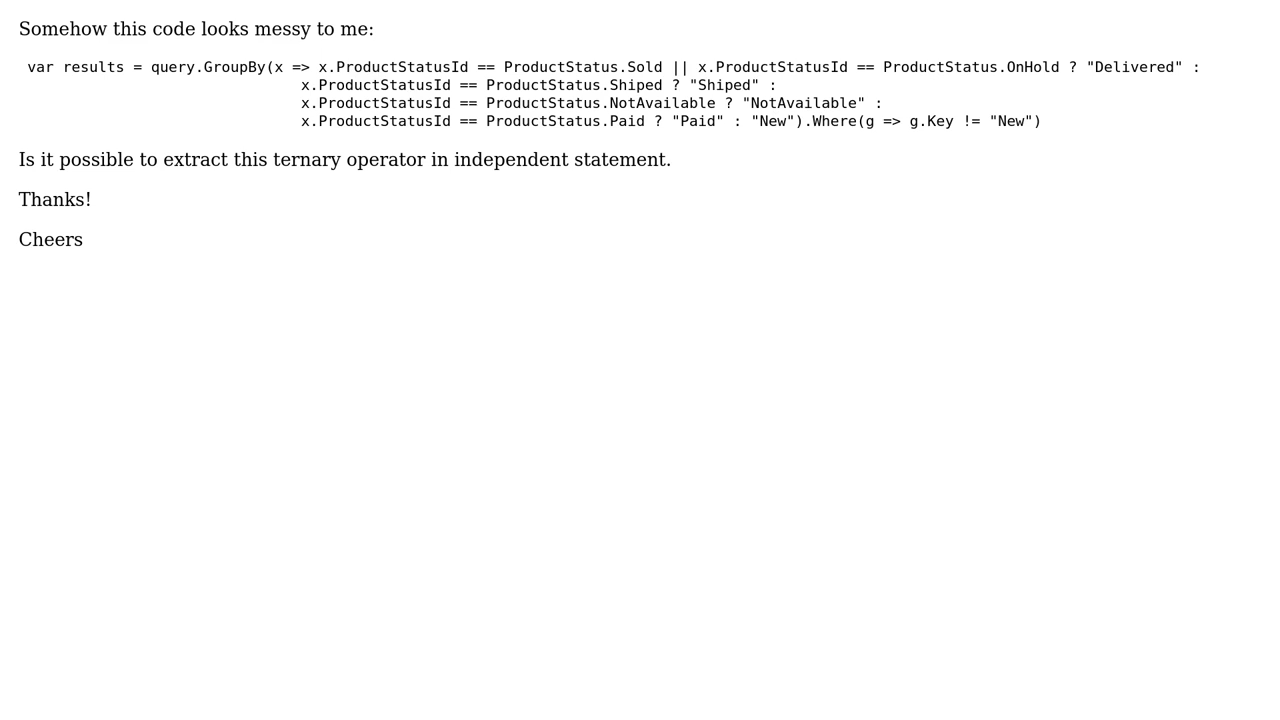 Somehow this code looks messy to me:
var results = query.GroupBy(x => x.ProductStatusId == ProductStatus.Sold || x.ProductStatusId == ProductStatus.OnHold ? "Delivered" :
x.ProductStatusId == ProductStatus.Shiped ? "Shiped" :
x.ProductStatusId == ProductStatus.NotAvailable ? "NotAvailable" :
x.ProductStatusId == ProductStatus.Paid ? "Paid" : "New").Where(g => g.Key != "New")
Is it possible to extract this ternary operator in independent statement.
Thanks!
Cheers